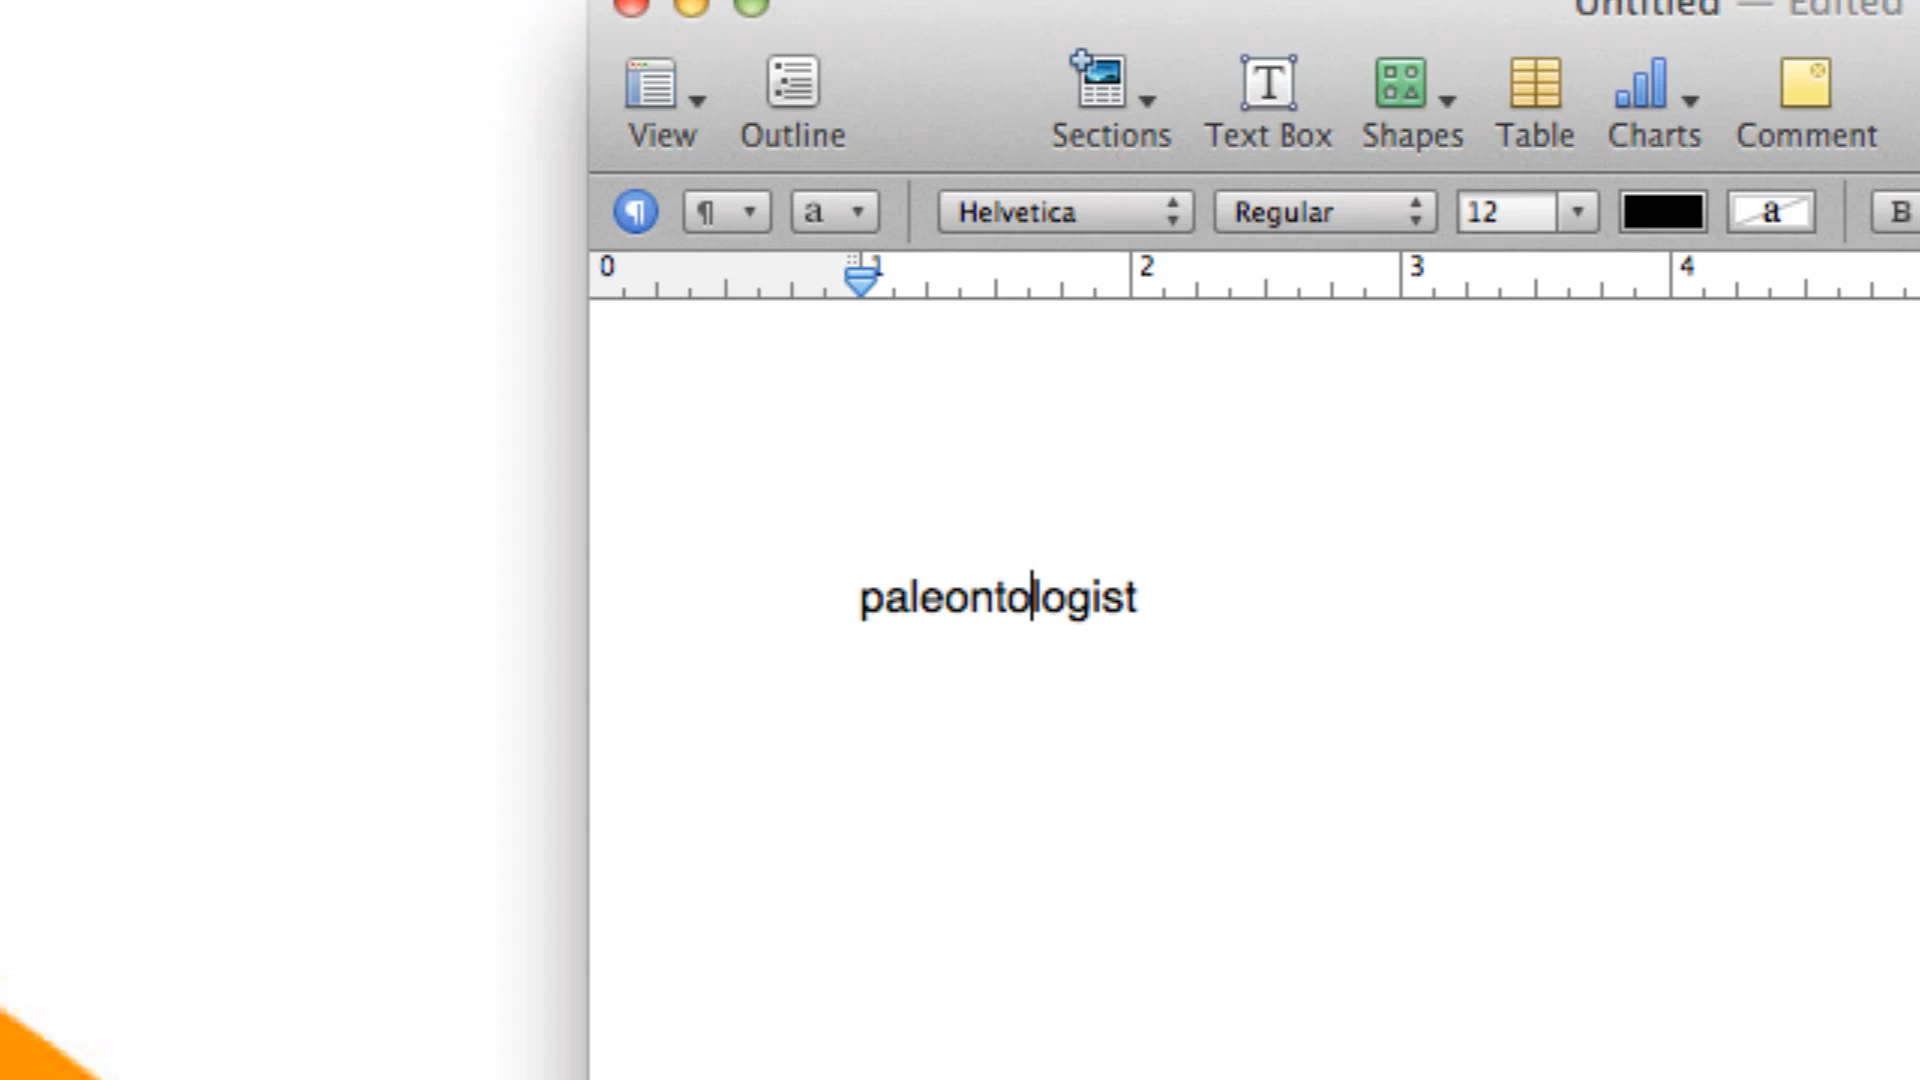 Untitled — Edited
View Outline Sections Text Box Shapes Table Charts Comment
¶ ¶ a Helvetica Regular 12 a B
0 1 2 3 4
paleontologist